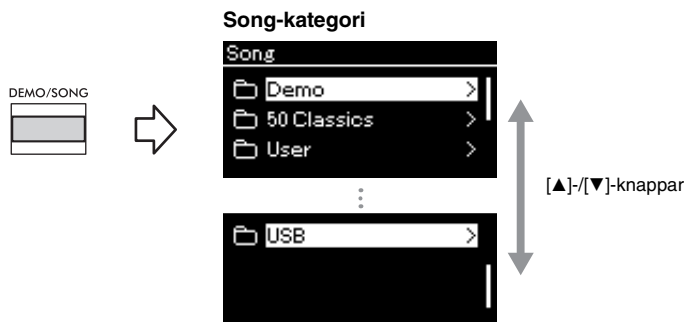 Song-kategori
Song
DEMO/SONG
Demo >
50 Classics >
User >
[▲]-/[▼]-knappar
USB >